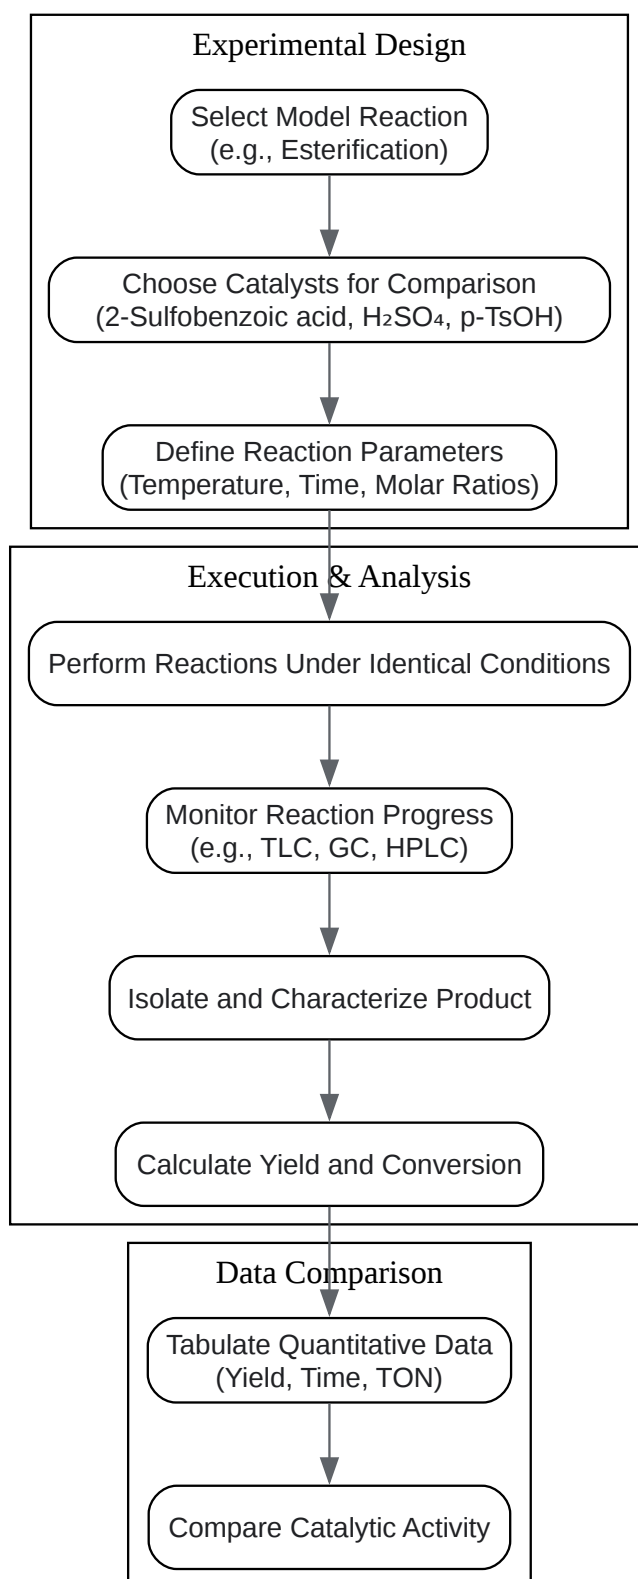 Experimental Design
Select Model Reaction
(e.g., Esterification)
Choose Catalysts for Comparison
(2-Sulfobenzoic acid, H₂SO₄, p-TsOH)
Define Reaction Parameters
(Temperature, Time, Molar Ratios)
Execution & Analysis
Perform Reactions Under Identical Conditions
Monitor Reaction Progress
(e.g., TLC, GC, HPLC)
Isolate and Characterize Product
Calculate Yield and Conversion
Data Comparison
Tabulate Quantitative Data
(Yield, Time, TON)
Compare Catalytic Activity